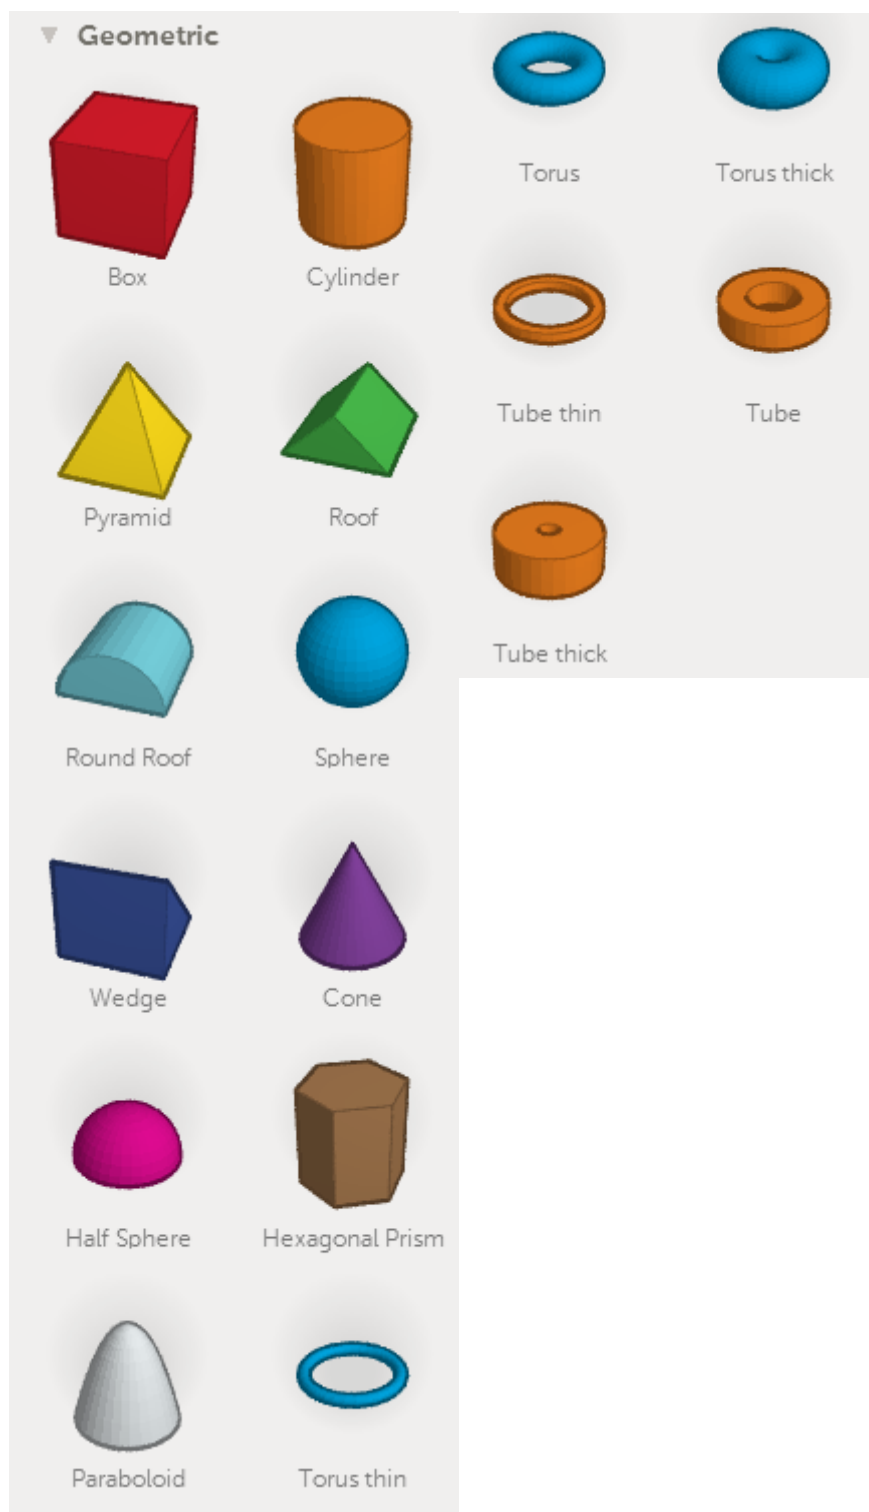 Geometric
Box
Cylinder
Pyramid
Roof
Round Roof
Sphere
Wedge
Cone
Half Sphere
Hexagonal Prism
Paraboloid
Torus thin
Torus
Torus thick
Tube thin
Tube
Tube thick